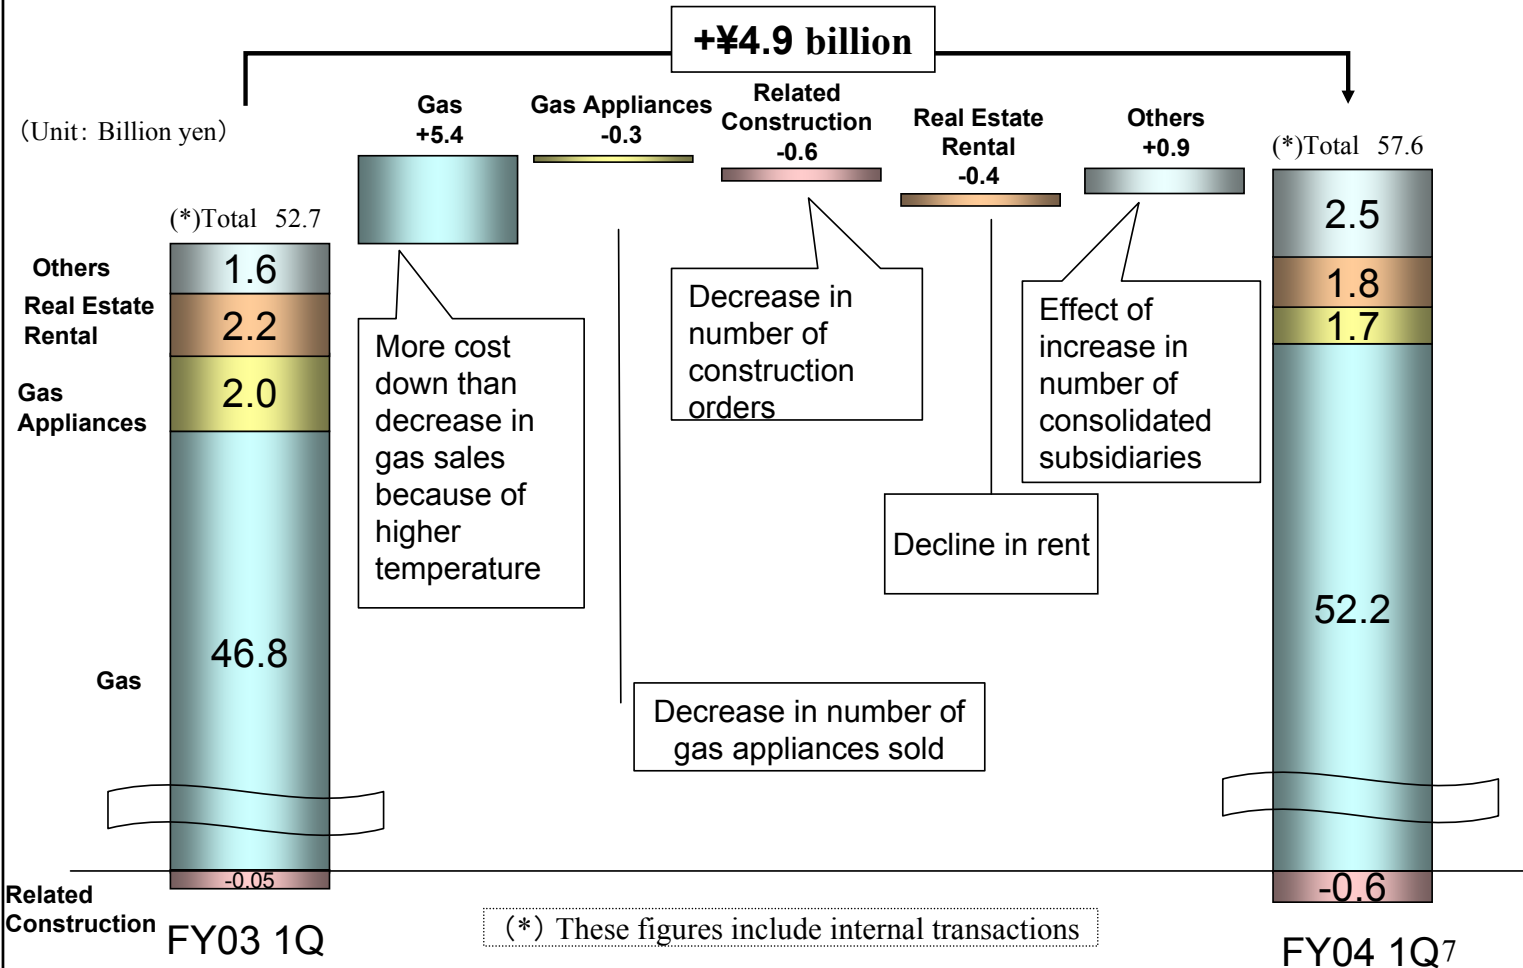 +¥4.9 billion
（Unit: Billion yen）
Gas
+5.4
Gas Appliances
-0.3
Related
Construction
-0.6
Real Estate
Rental
-0.4
Others
+0.9
(*)Total 57.6
(*)Total 52.7
Others
Real Estate
Rental
Gas
Appliances
Gas
Related
Construction
1.6
2.2
2.0
46.8
-0.05
FY03 1Q
More cost
down than
decrease in
gas sales
because of
higher
temperature
Decrease in
number of
construction
orders
Effect of
increase in
number of
consolidated
subsidiaries
Decline in rent
Decrease in number of
gas appliances sold
2.5
1.8
1.7
52.2
-0.6
FY04 1Q
（*）These figures include internal transactions
7